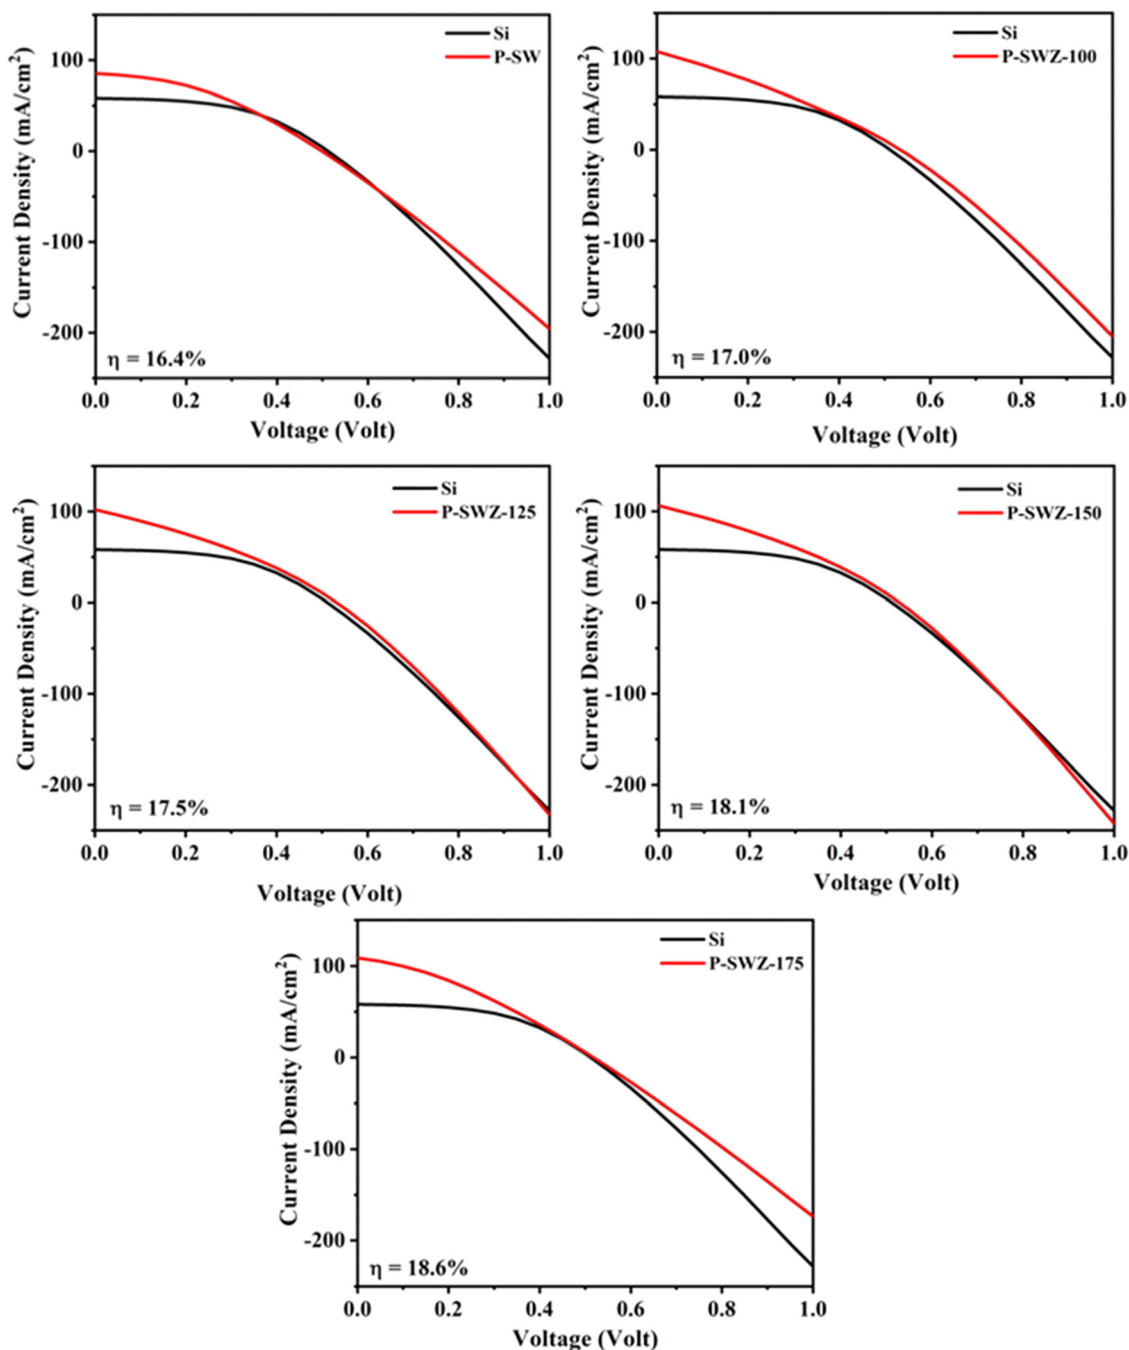 Si
P-SW
Current Density (mA/cm²)
100
0
-100
-200
η = 16.4%
0.0 0.2 0.4 0.6 0.8 1.0
Voltage (Volt)
Si
P-SWZ-100
Current Density (mA/cm²)
100
0
-100
-200
η = 17.0%
0.0 0.2 0.4 0.6 0.8 1.0
Voltage (Volt)
Si
P-SWZ-125
Current Density (mA/cm²)
100
0
-100
-200
η = 17.5%
0.0 0.2 0.4 0.6 0.8 1.0
Voltage (Volt)
Si
P-SWZ-150
Current Density (mA/cm²)
100
0
-100
-200
η = 18.1%
0.0 0.2 0.4 0.6 0.8 1.0
Voltage (Volt)
Si
P-SWZ-175
Current Density (mA/cm²)
100
0
-100
-200
η = 18.6%
0.0 0.2 0.4 0.6 0.8 1.0
Voltage (Volt)